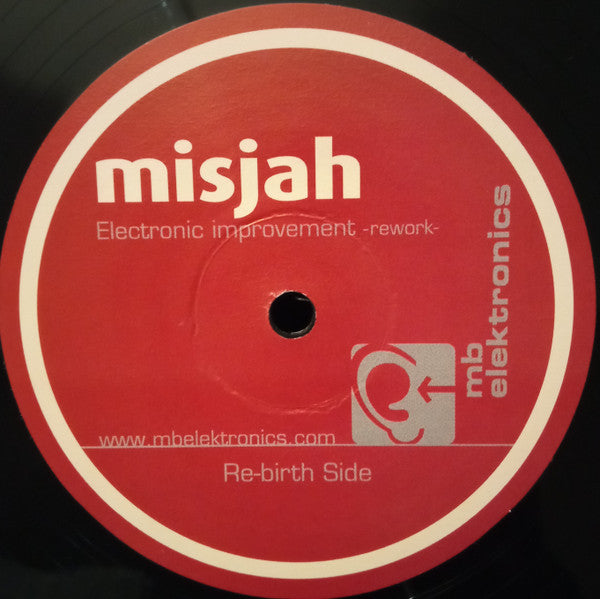 misjah
Electronic improvement -rework-
mb
elektronics
www.mbelektronics.com
Re-birth Side